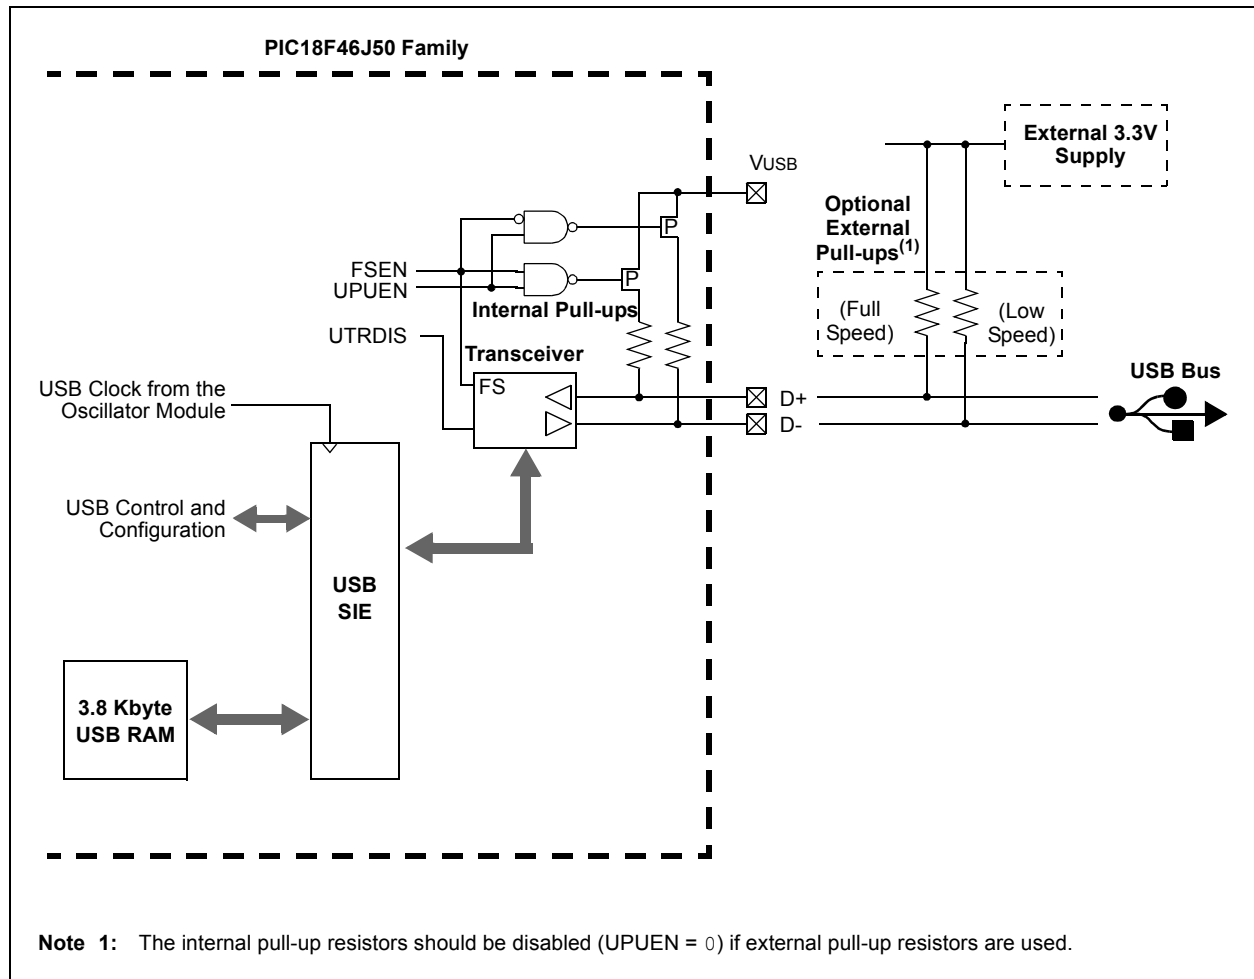 PIC18F46J50 Family
External 3.3V
Supply
VUSB
Optional
External
Pull-ups(1)
P
P
FSEN
UPUEN
Internal Pull-ups
(Full
Speed)
(Low
Speed)
UTRDIS
Transceiver
FS
USB Bus
USB Clock from the
Oscillator Module
D+
D-
USB Control and
Configuration
USB
SIE
3.8 Kbyte
USB RAM
Note 1: The internal pull-up resistors should be disabled (UPUEN = 0) if external pull-up resistors are used.